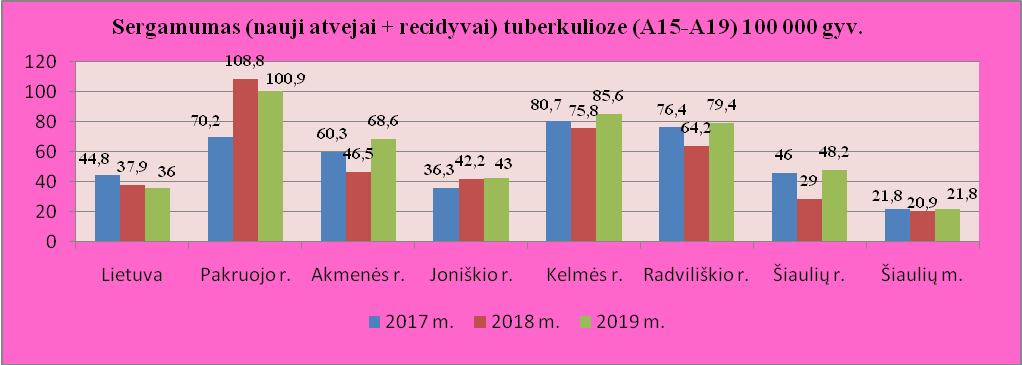 Sergamumas (nauji atvejai + recidyvai) tuberkulioze (A15-A19) 100 000 gyv.
120
100
80
60
40
20
0
44,8 37,9 36
70,2 108,8 100,9
60,3 46,5 68,6
36,3 42,2 43
80,7 75,8 85,6
76,4 64,2 79,4
46 29 48,2
21,8 20,9 21,8
Lietuva Pakruojo r. Akmenės r. Joniškio r. Kelmės r. Radviliškio r. Šiaulių r. Šiaulių m.
2017 m. 2018 m. 2019 m.